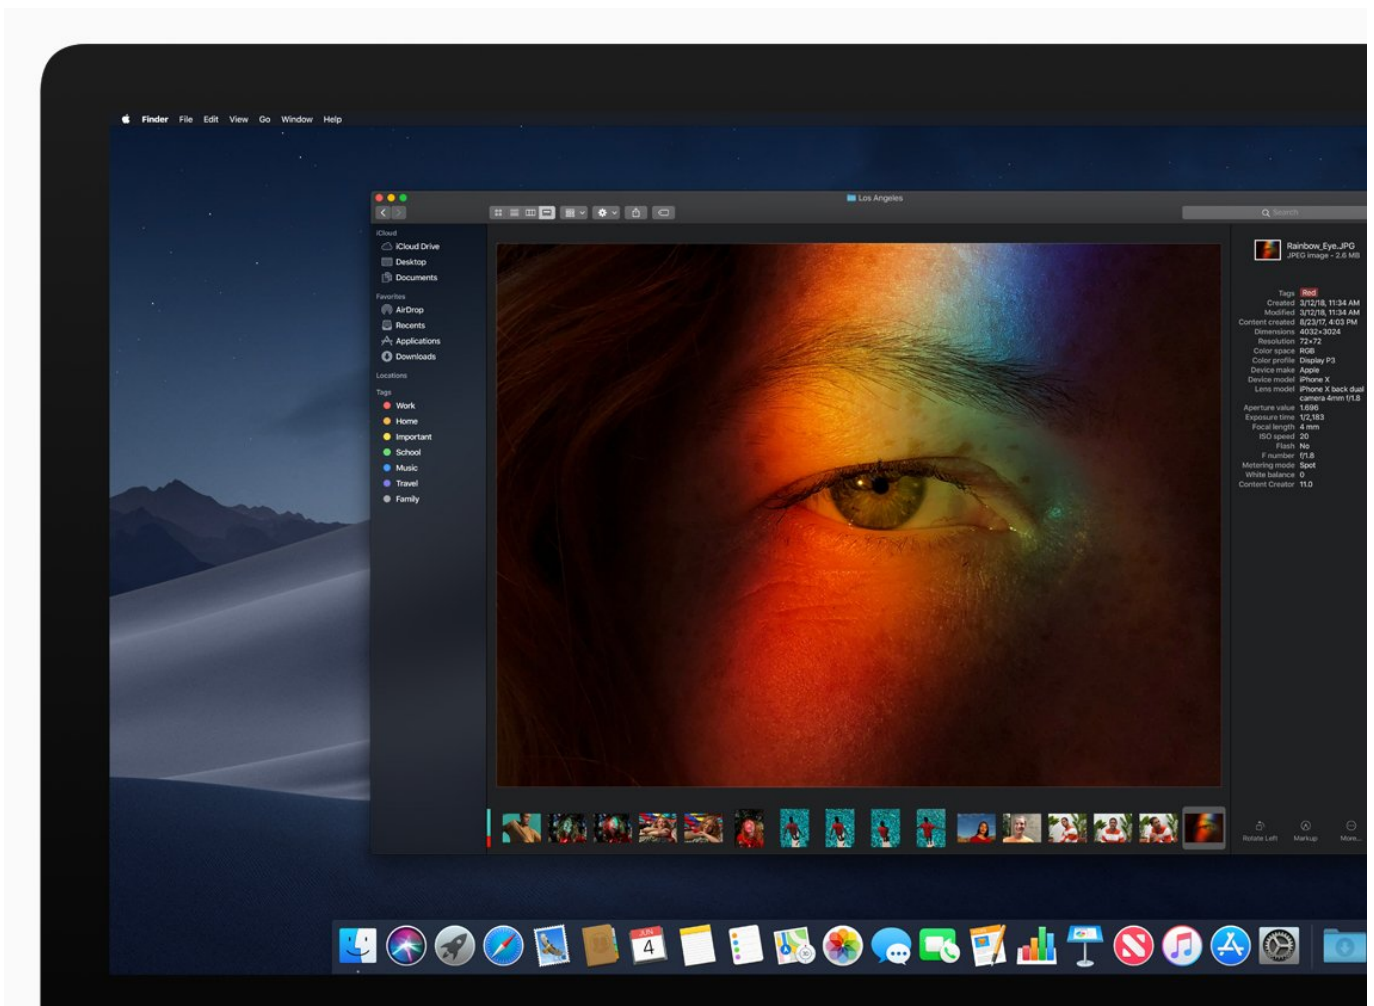 Finder File Edit View Go Window Help
Los Angeles
Search
iCloud
iCloud Drive
Desktop
Documents
Favorites
AirDrop
Recents
Applications
Downloads
Locations
Tags
Work
Home
Important
School
Music
Travel
Family
Rainbow_Eye.JPG
JPEG image - 2.6 MB
Tags Red
Created 3/12/18, 11:34 AM
Modified 3/12/18, 11:34 AM
Content created 8/23/17, 4:03 PM
Dimensions 4032×3024
Resolution 72×72
Color space RGB
Color profile Display P3
Device make Apple
Device model iPhone X
Lens model iPhone X back dual
camera 4mm f/1.8
Aperture value 1.696
Exposure time 1/2,183
Focal length 4 mm
ISO speed 20
Flash No
F number f/1.8
Metering mode Spot
White balance 0
Content Creator 11.0
Rotate Left Markup More...
JUN
4